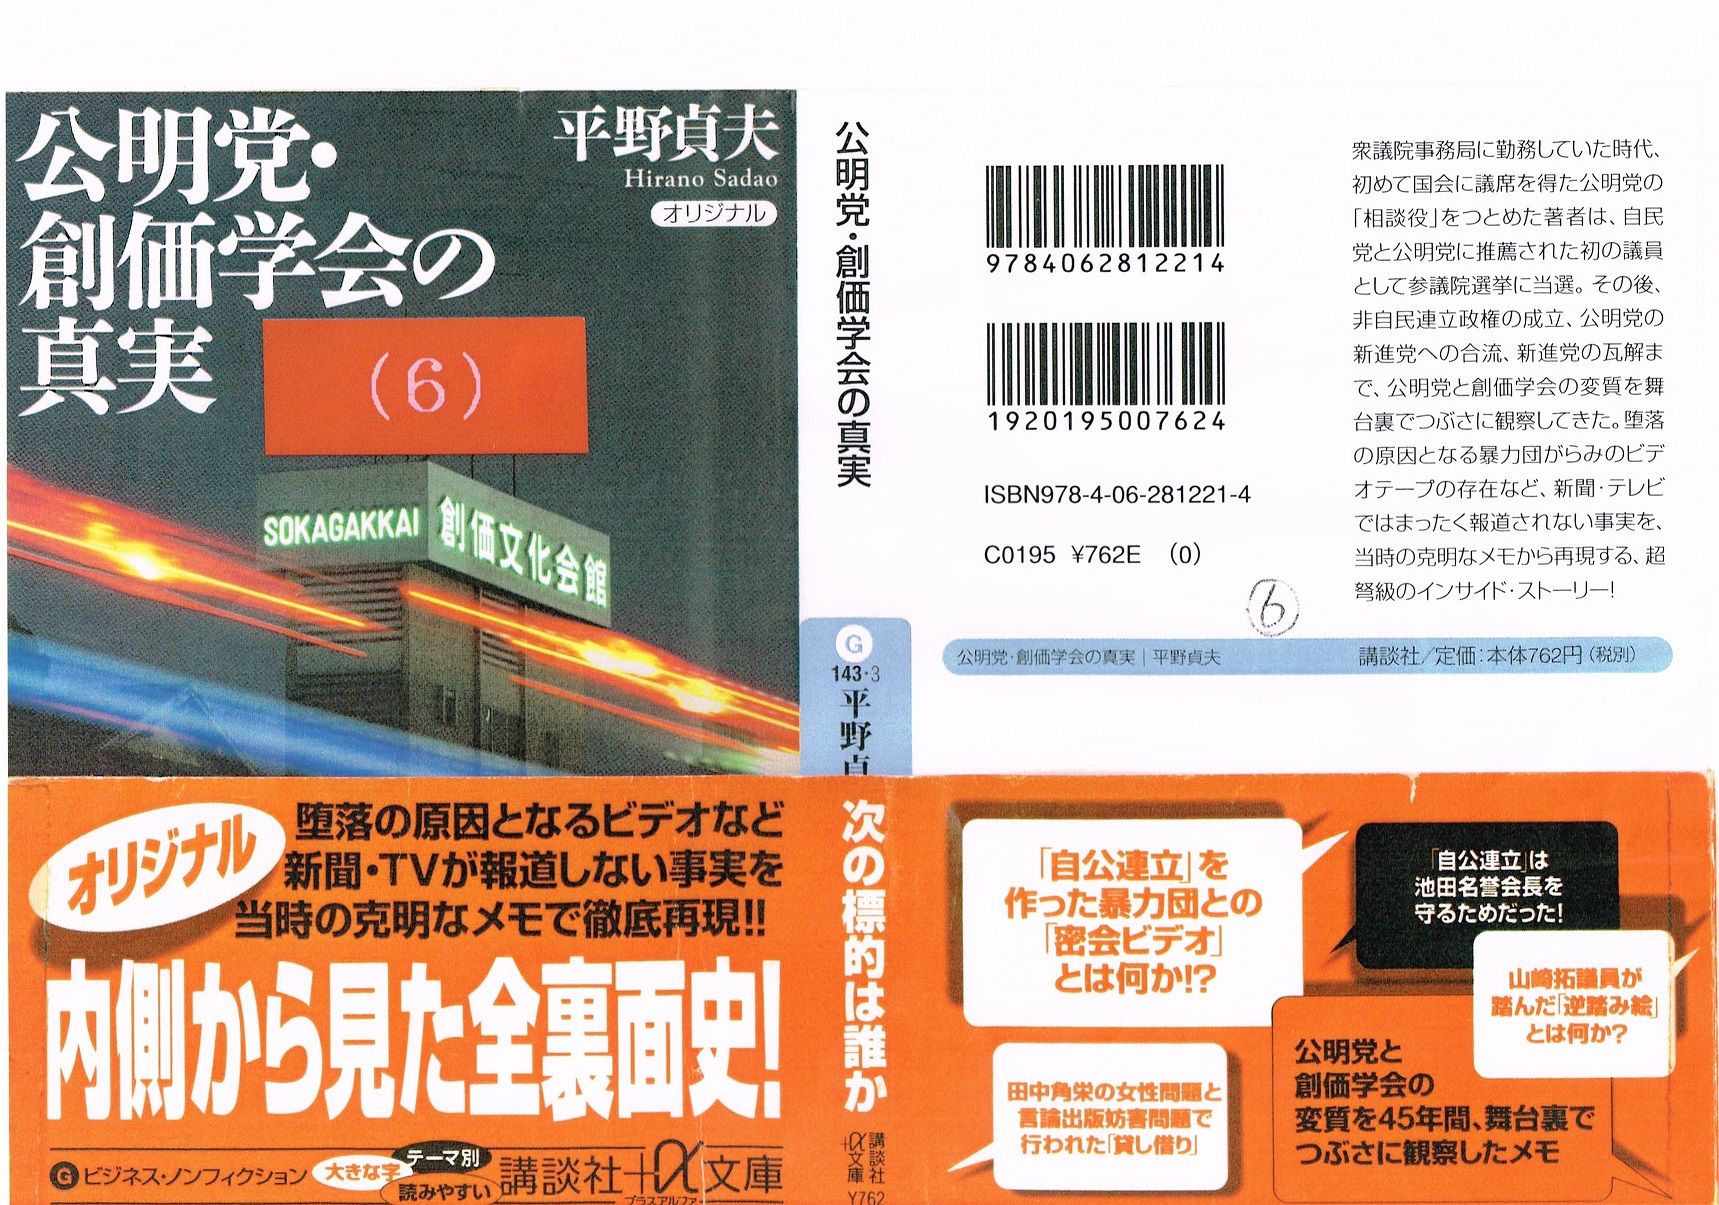 公明党・
創価学会の
真実
平野貞夫
Hirano Sadao
オリジナル
(6)
SOKAGAKKAI 創価文化会館
公明党・創価学会の真実
G
143・3
平野貞
9784062812214
1920195007624
ISBN978-4-06-281221-4
C0195 ¥762E (0)
6
衆議院事務局に勤務していた時代、
初めて国会に議席を得た公明党の
「相談役」をつとめた著者は、自民
党と公明党に推薦された初の議員
として参議院選挙に当選。その後、
非自民連立政権の成立、公明党の
新進党への合流、新進党の瓦解ま
で、公明党と創価学会の変質を舞
台裏でつぶさに観察してきた。堕落
の原因となる暴力団がらみのビデ
オテープの存在など、新聞・テレビ
ではまったく報道されない事実を、
当時の克明なメモから再現する、超
弩級のインサイド・ストーリー!
公明党・創価学会の真実|平野貞夫
講談社/定価:本体762円(税別)
オリジナル
堕落の原因となるビデオなど
新聞・TVが報道しない事実を
当時の克明なメモで徹底再現!!
内側から見た全裏面史!
G ビジネス・ノンフィクション
大きな字
テーマ別
読みやすい
講談社+α文庫
プラスアルファ
次の標的は誰か
講談社
+α文庫
¥762
「自公連立」を
作った暴力団との
「密会ビデオ」
とは何か!?
「自公連立」は
池田名誉会長を
守るためだった!
山崎拓議員が
踏んだ「逆踏み絵」
とは何か?
田中角栄の女性問題と
言論出版妨害問題で
行われた「貸し借り」
公明党と
創価学会の
変質を45年間、舞台裏で
つぶさに観察したメモ